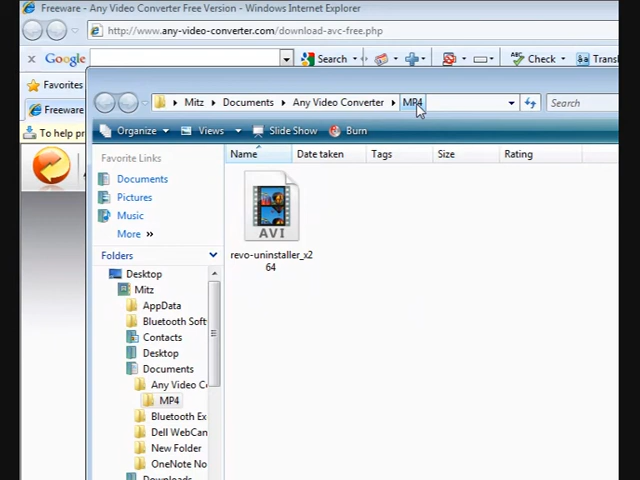 Freeware - Any Video Converter Free Version - Windows Internet Explorer
http://www.any-video-converter.com/download-avc-free.php
x Google Search Check Trans
Favorites
Freeware
To help pr
Mitz Documents Any Video Converter MP4 Search
Organize Views Slide Show Burn
Favorite Links
Documents
Pictures
Music
More »
Folders
Name Date taken Tags Size Rating
AVI
revo-uninstaller_x2
64
Desktop
Mitz
AppData
Bluetooth Soft
Contacts
Desktop
Documents
Any Video C
MP4
Bluetooth Ex
Dell WebCan
New Folder
OneNote No
Downloads